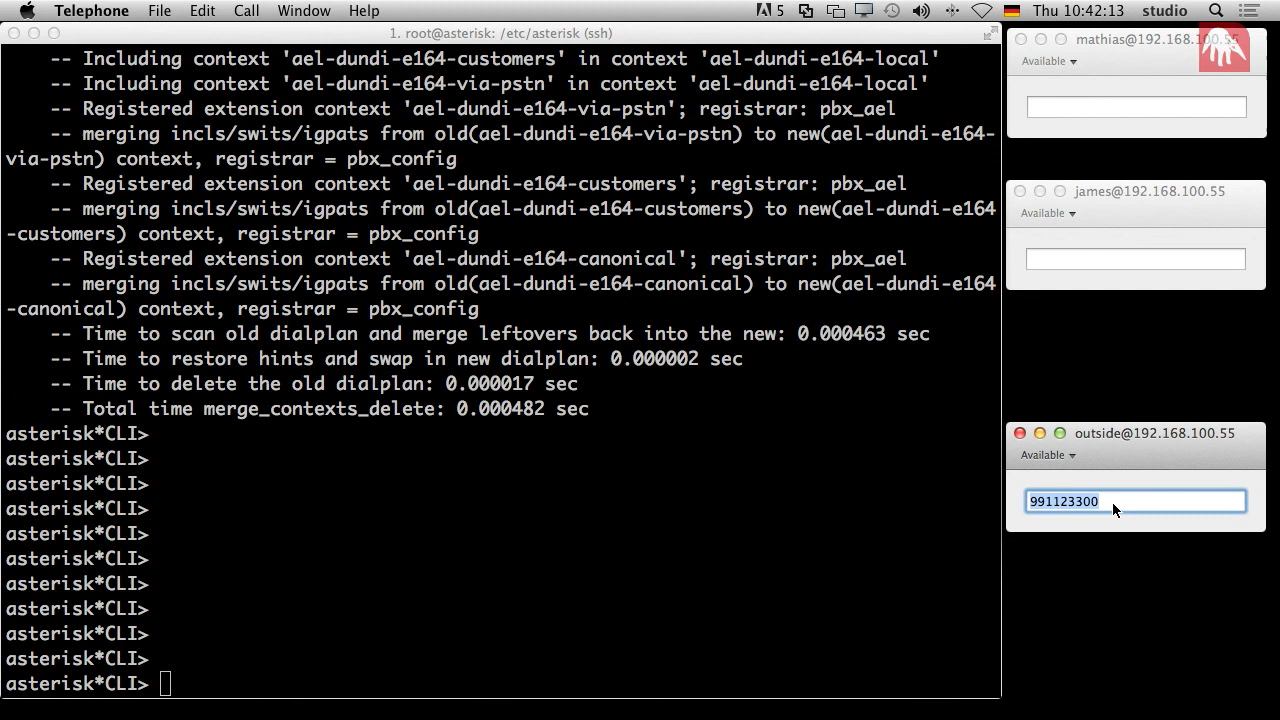 Telephone File Edit Call Window Help 5 Thu 10:42:13 studio
1. root@asterisk: /etc/asterisk (ssh)
-- Including context 'ael-dundi-e164-customers' in context 'ael-dundi-e164-local'
-- Including context 'ael-dundi-e164-via-pstn' in context 'ael-dundi-e164-local'
-- Registered extension context 'ael-dundi-e164-via-pstn'; registrar: pbx_ael
-- merging incls/swits/igpats from old(ael-dundi-e164-via-pstn) to new(ael-dundi-e164-
via-pstn) context, registrar = pbx_config
-- Registered extension context 'ael-dundi-e164-customers'; registrar: pbx_ael
-- merging incls/swits/igpats from old(ael-dundi-e164-customers) to new(ael-dundi-e164
-customers) context, registrar = pbx_config
-- Registered extension context 'ael-dundi-e164-canonical'; registrar: pbx_ael
-- merging incls/swits/igpats from old(ael-dundi-e164-canonical) to new(ael-dundi-e164
-canonical) context, registrar = pbx_config
-- Time to scan old dialplan and merge leftovers back into the new: 0.000463 sec
-- Time to restore hints and swap in new dialplan: 0.000002 sec
-- Time to delete the old dialplan: 0.000017 sec
-- Total time merge_contexts_delete: 0.000482 sec
asterisk*CLI>
asterisk*CLI>
asterisk*CLI>
asterisk*CLI>
asterisk*CLI>
asterisk*CLI>
asterisk*CLI>
asterisk*CLI>
asterisk*CLI>
asterisk*CLI>
asterisk*CLI>
mathias@192.168.100.55
Available
james@192.168.100.55
Available
outside@192.168.100.55
Available
991123300